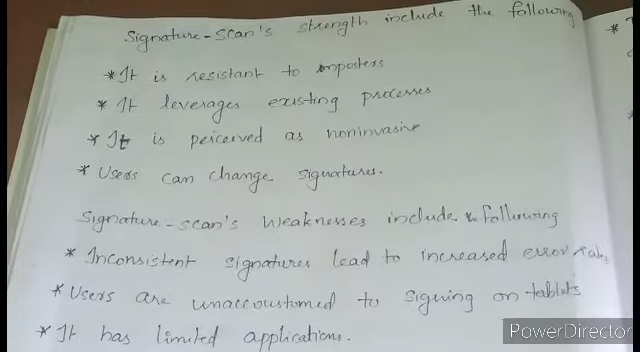 Signature-scan's strength include the following
* It is resistant to imposters
* It leverages existing processes
* It is perceived as noninvasive
* Users can change signatures.
Signature-scan's weaknesses include the following
* Inconsistent signatures lead to increased error rates
* Users are unaccoustomed to signing on tablets
* It has limited applications.
PowerDirector